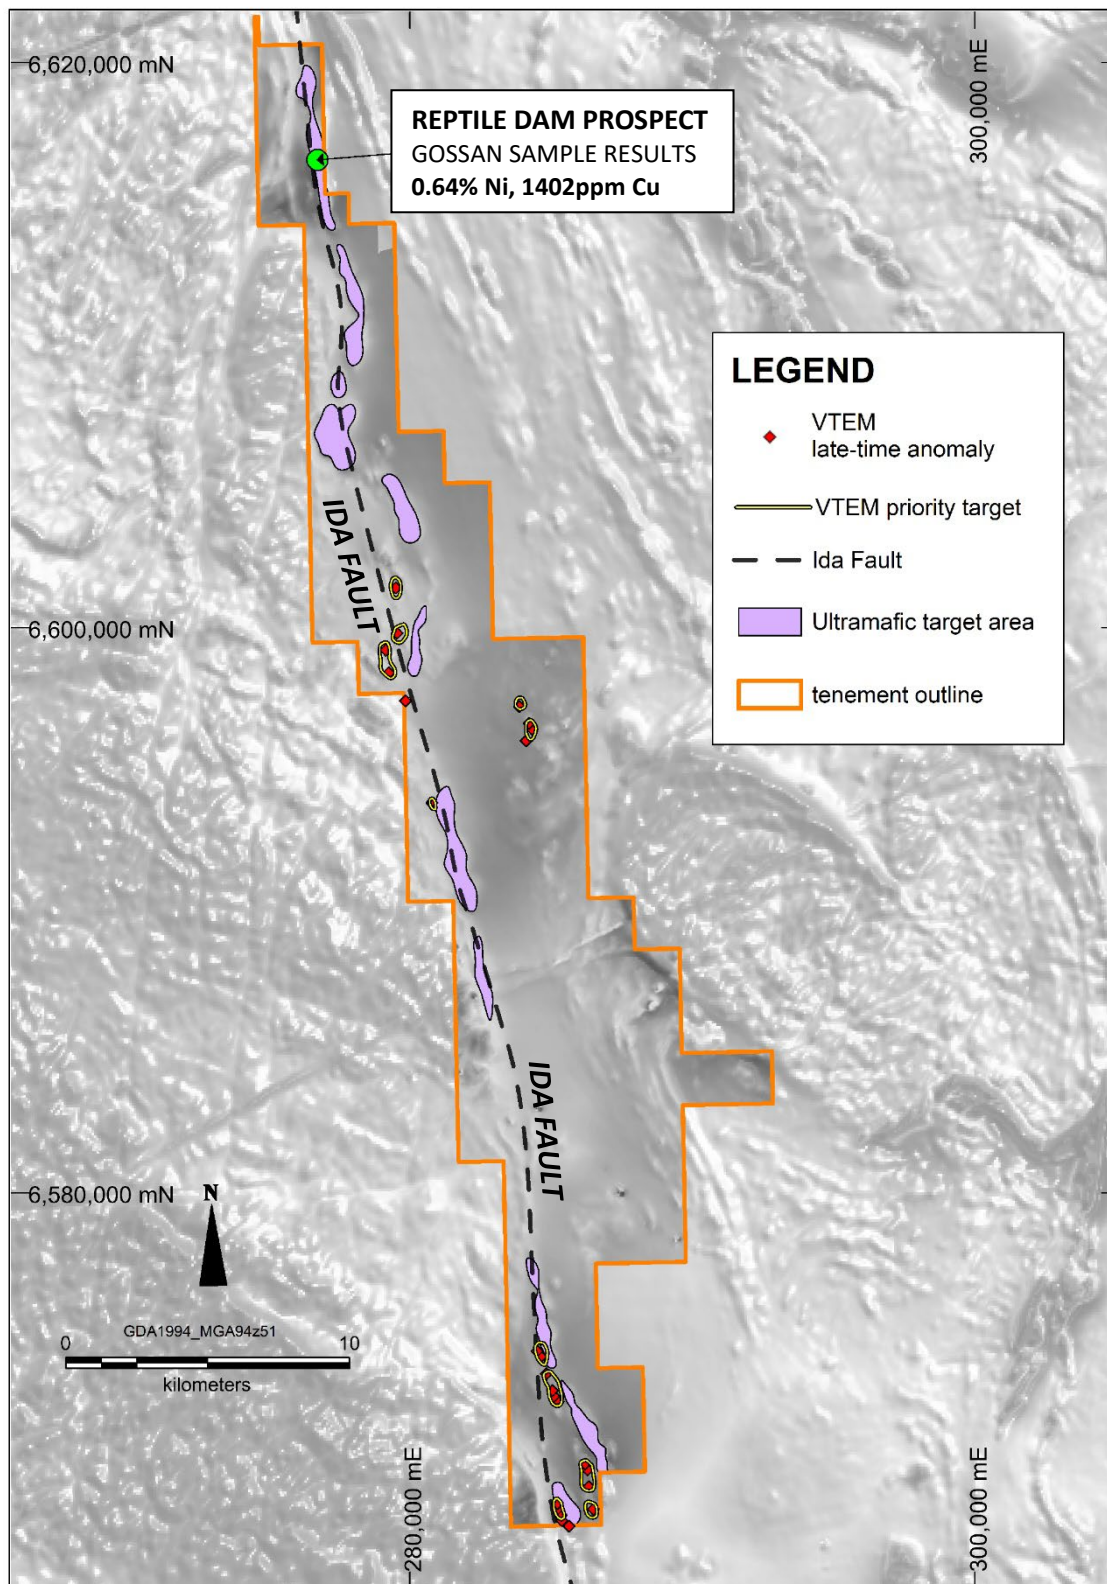 6,620,000 mN
300,000 mE
REPTILE DAM PROSPECT
GOSSAN SAMPLE RESULTS
0.64% Ni, 1402ppm Cu
LEGEND
VTEM
late-time anomaly
VTEM priority target
Ida Fault
Ultramafic target area
tenement outline
IDA FAULT
6,600,000 mN
IDA FAULT
6,580,000 mN
N
GDA1994_MGA94z51
0 10
kilometers
280,000 mE
300,000 mE